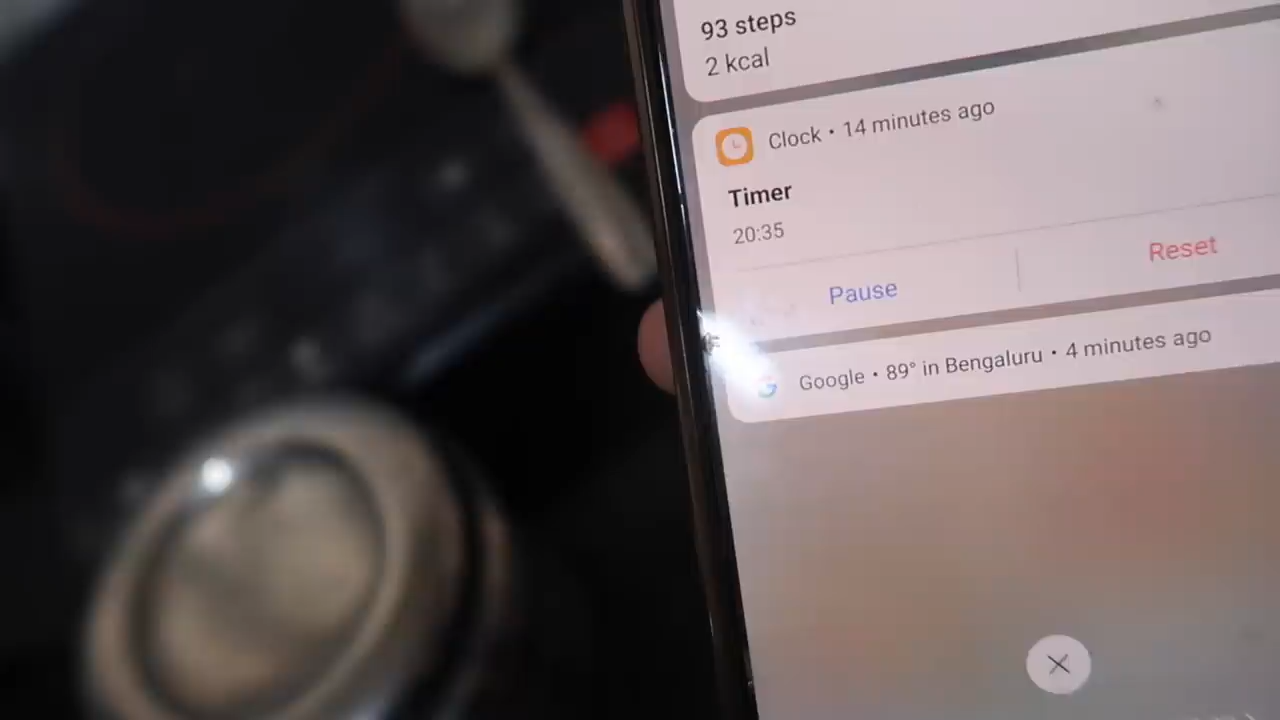 93 steps
2 kcal
Clock • 14 minutes ago
Timer
20:35
Pause
Reset
Google • 89° in Bengaluru • 4 minutes ago